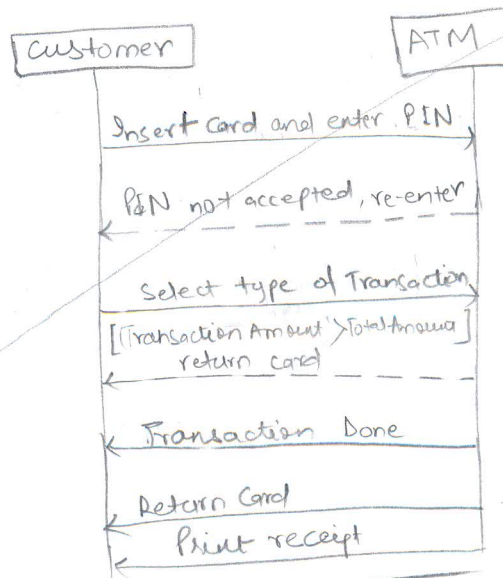 Customer
ATM
Insert card and enter PIN
PIN not accepted, re-enter
Select type of Transaction
[Transaction Amount > Total Amount]
return card
Transaction Done
Return Card
Print receipt